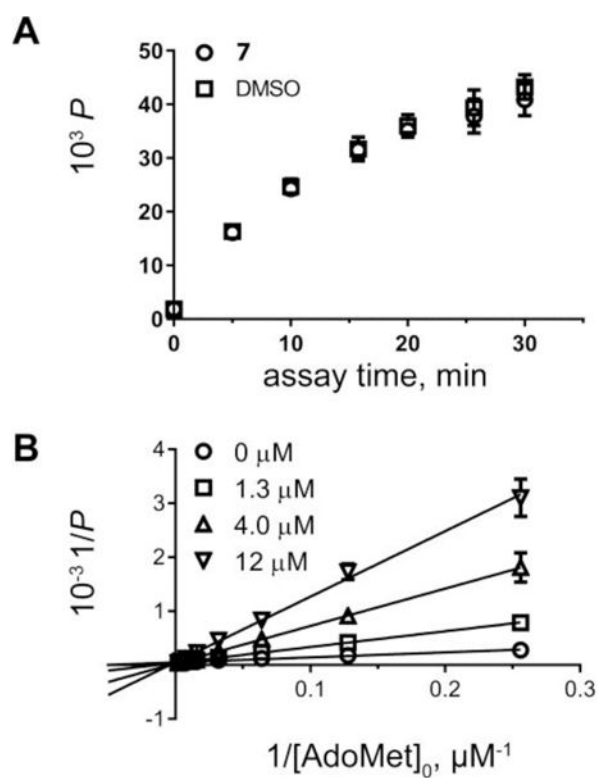 A
10³ P
50
40
30
20
10
0
7
DMSO
0
10
20
30
assay time, min
B
10⁻³ 1/P
4
3
2
1
-1
0 µM
1.3 µM
4.0 µM
12 µM
0.1
0.2
0.3
1/[AdoMet]₀, µM⁻¹